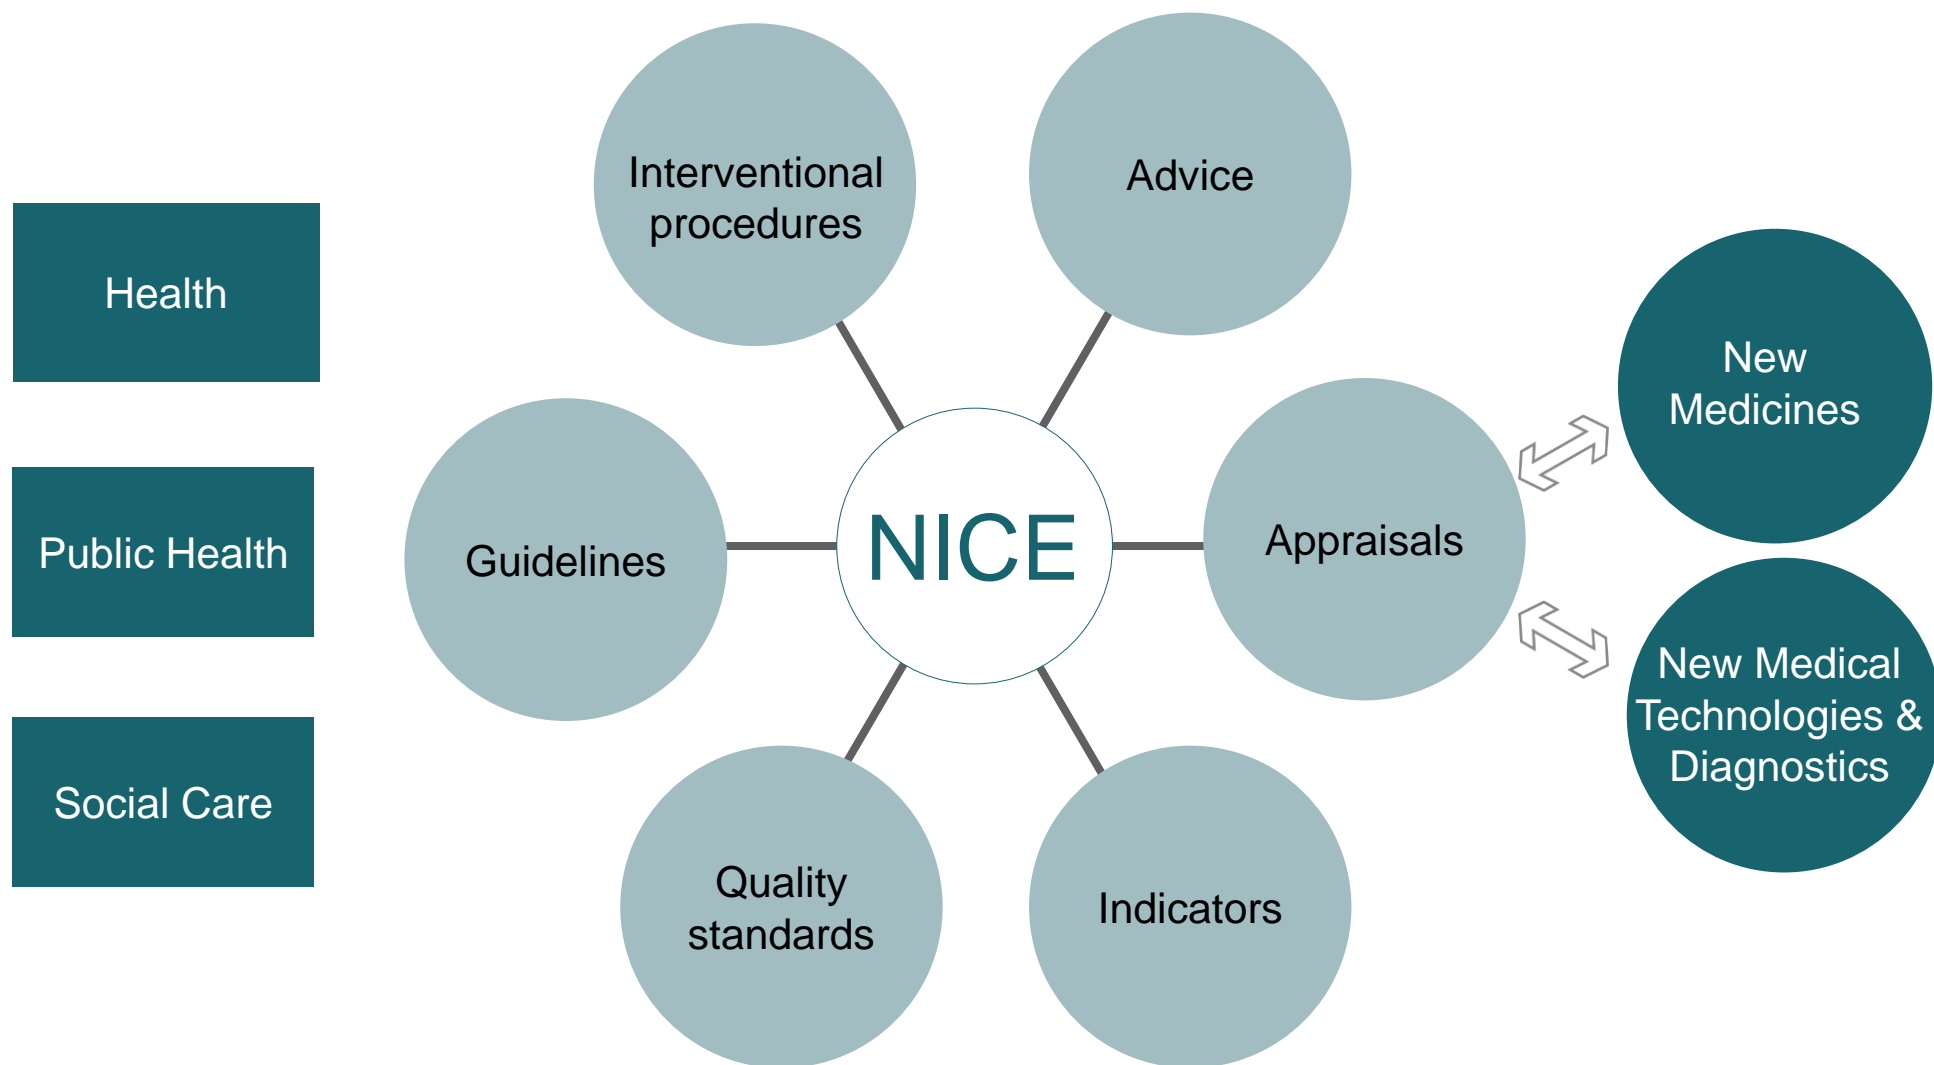 Health
Public Health
Social Care
Interventional
procedures
Advice
Guidelines
NICE
Appraisals
Quality
standards
Indicators
New
Medicines
New Medical
Technologies &
Diagnostics